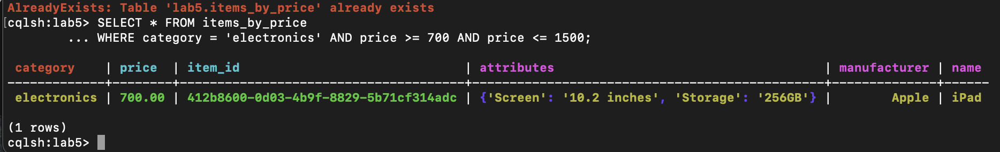 AlreadyExists: Table 'lab5.items_by_price' already exists
[cqlsh:lab5> SELECT * FROM items_by_price
... WHERE category = 'electronics' AND price >= 700 AND price <= 1500;
category | price | item_id | attributes | manufacturer | name
-------------+--------+--------------------------------------+------------------------------------------------+--------------+------
electronics | 700.00 | 412b8600-0d03-4b9f-8829-5b71cf314adc | {'Screen': '10.2 inches', 'Storage': '256GB'} | Apple | iPad
(1 rows)
cqlsh:lab5>